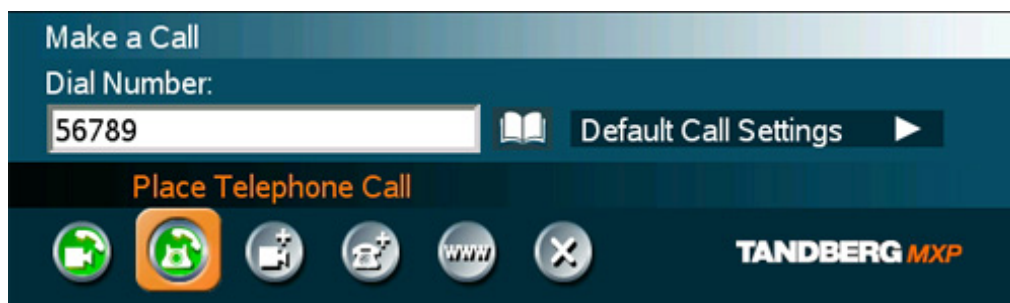 Make a Call
Dial Number:
56789
Default Call Settings
Place Telephone Call
www
TANDBERG MXP